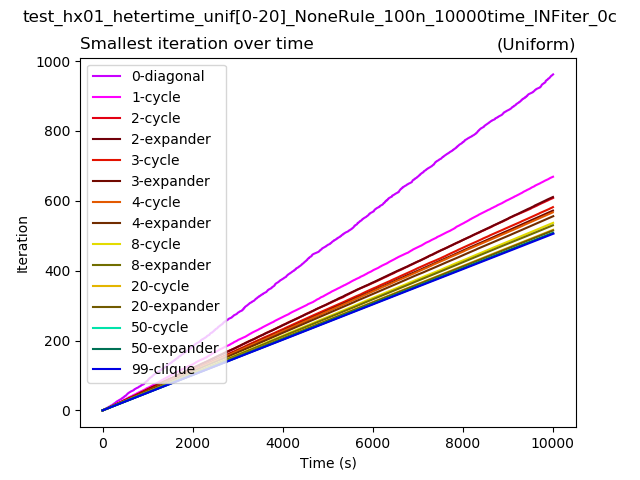 test_hx01_hetertime_unif[0-20]_NoneRule_100n_10000time_INFiter_0c
Smallest iteration over time
(Uniform)
1000
800
600
400
200
0
Iteration
0-diagonal
1-cycle
2-cycle
2-expander
3-cycle
3-expander
4-cycle
4-expander
8-cycle
8-expander
20-cycle
20-expander
50-cycle
50-expander
99-clique
0
2000
4000
6000
8000
10000
Time (s)